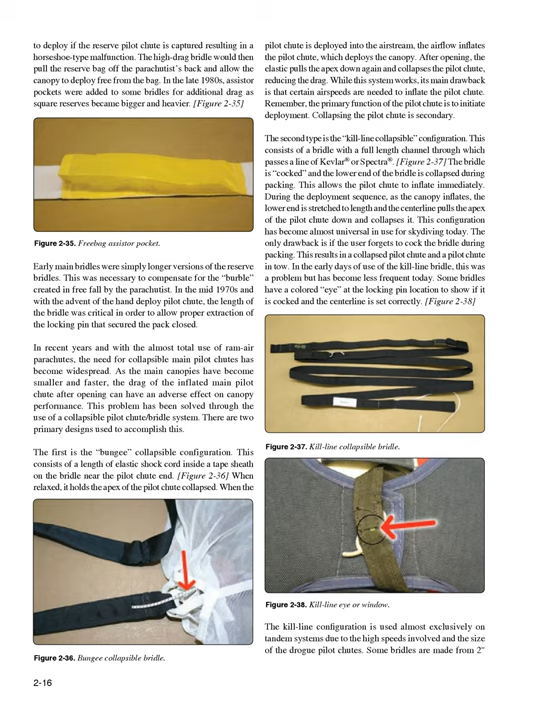 to deploy if the reserve pilot chute is captured resulting in a
horseshoe-type malfunction. The high-drag bridle would then
pull the reserve bag off the parachutist's back and allow the
canopy to deploy free from the bag. In the late 1980s, assistor
pockets were added to some bridles for additional drag as
square reserves became bigger and heavier. [Figure 2-35]
Figure 2-35. Freebag assistor pocket.
Early main bridles were simply longer versions of the reserve
bridles. This was necessary to compensate for the "burble"
created in free fall by the parachutist. In the mid 1970s and
with the advent of the hand deploy pilot chute, the length of
the bridle was critical in order to allow proper extraction of
the locking pin that secured the pack closed.
In recent years and with the almost total use of ram-air
parachutes, the need for collapsible main pilot chutes has
become widespread. As the main canopies have become
smaller and faster, the drag of the inflated main pilot
chute after opening can have an adverse effect on canopy
performance. This problem has been solved through the
use of a collapsible pilot chute/bridle system. There are two
primary designs used to accomplish this.
The first is the "bungee" collapsible configuration. This
consists of a length of elastic shock cord inside a tape sheath
on the bridle near the pilot chute end. [Figure 2-36] When
relaxed, it holds the apex of the pilot chute collapsed. When the
Figure 2-36. Bungee collapsible bridle.
2-16
pilot chute is deployed into the airstream, the airflow inflates
the pilot chute, which deploys the canopy. After opening, the
elastic pulls the apex down again and collapses the pilot chute,
reducing the drag. While this system works, its main drawback
is that certain airspeeds are needed to inflate the pilot chute.
Remember, the primary function of the pilot chute is to initiate
deployment. Collapsing the pilot chute is secondary.
The second type is the "kill-line collapsible" configuration. This
consists of a bridle with a full length channel through which
passes a line of Kevlar® or Spectra®. [Figure 2-37] The bridle
is "cocked" and the lower end of the bridle is collapsed during
packing. This allows the pilot chute to inflate immediately.
During the deployment sequence, as the canopy inflates, the
lower end is stretched to length and the centerline pulls the apex
of the pilot chute down and collapses it. This configuration
has become almost universal in use for skydiving today. The
only drawback is if the user forgets to cock the bridle during
packing. This results in a collapsed pilot chute and a pilot chute
in tow. In the early days of use of the kill-line bridle, this was
a problem but has become less frequent today. Some bridles
have a colored "eye" at the locking pin location to show if it
is cocked and the centerline is set correctly. [Figure 2-38]
Figure 2-37. Kill-line collapsible bridle.
Figure 2-38. Kill-line eye or window.
The kill-line configuration is used almost exclusively on
tandem systems due to the high speeds involved and the size
of the drogue pilot chutes. Some bridles are made from 2"